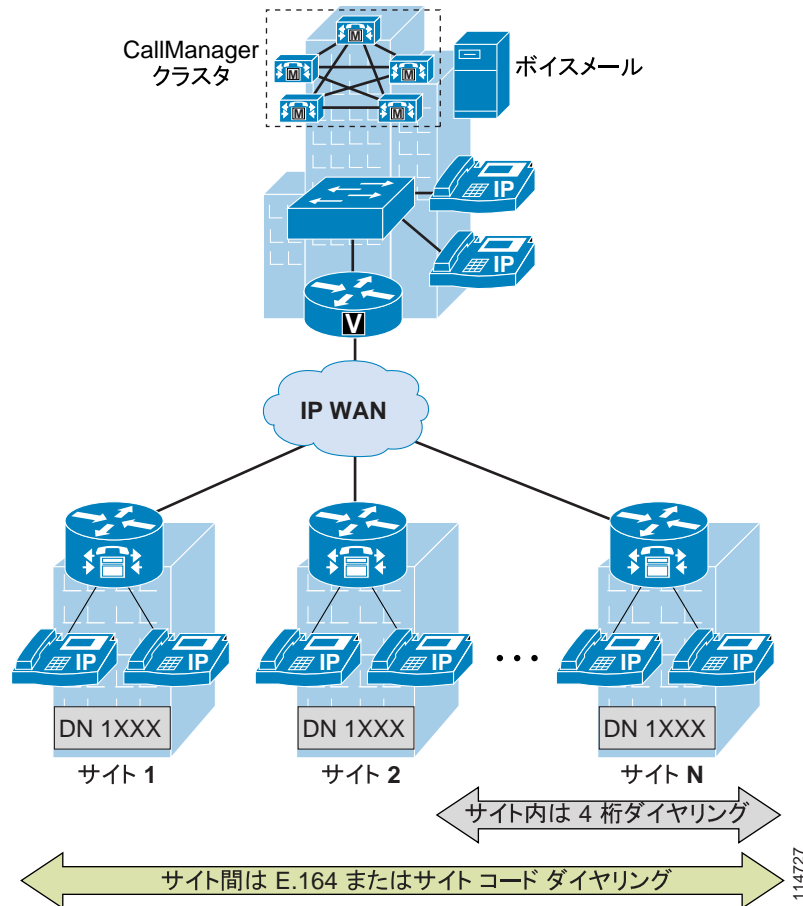 CallManager
クラスタ
M
M
M
M
M
ボイスメール
IP
IP
V
IP WAN
IP
IP
IP
IP
IP
IP
...
DN 1XXX
DN 1XXX
DN 1XXX
サイト 1
サイト 2
サイト N
サイト内は 4 桁ダイヤリング
サイト間は E.164 またはサイト コード ダイヤリング
114727